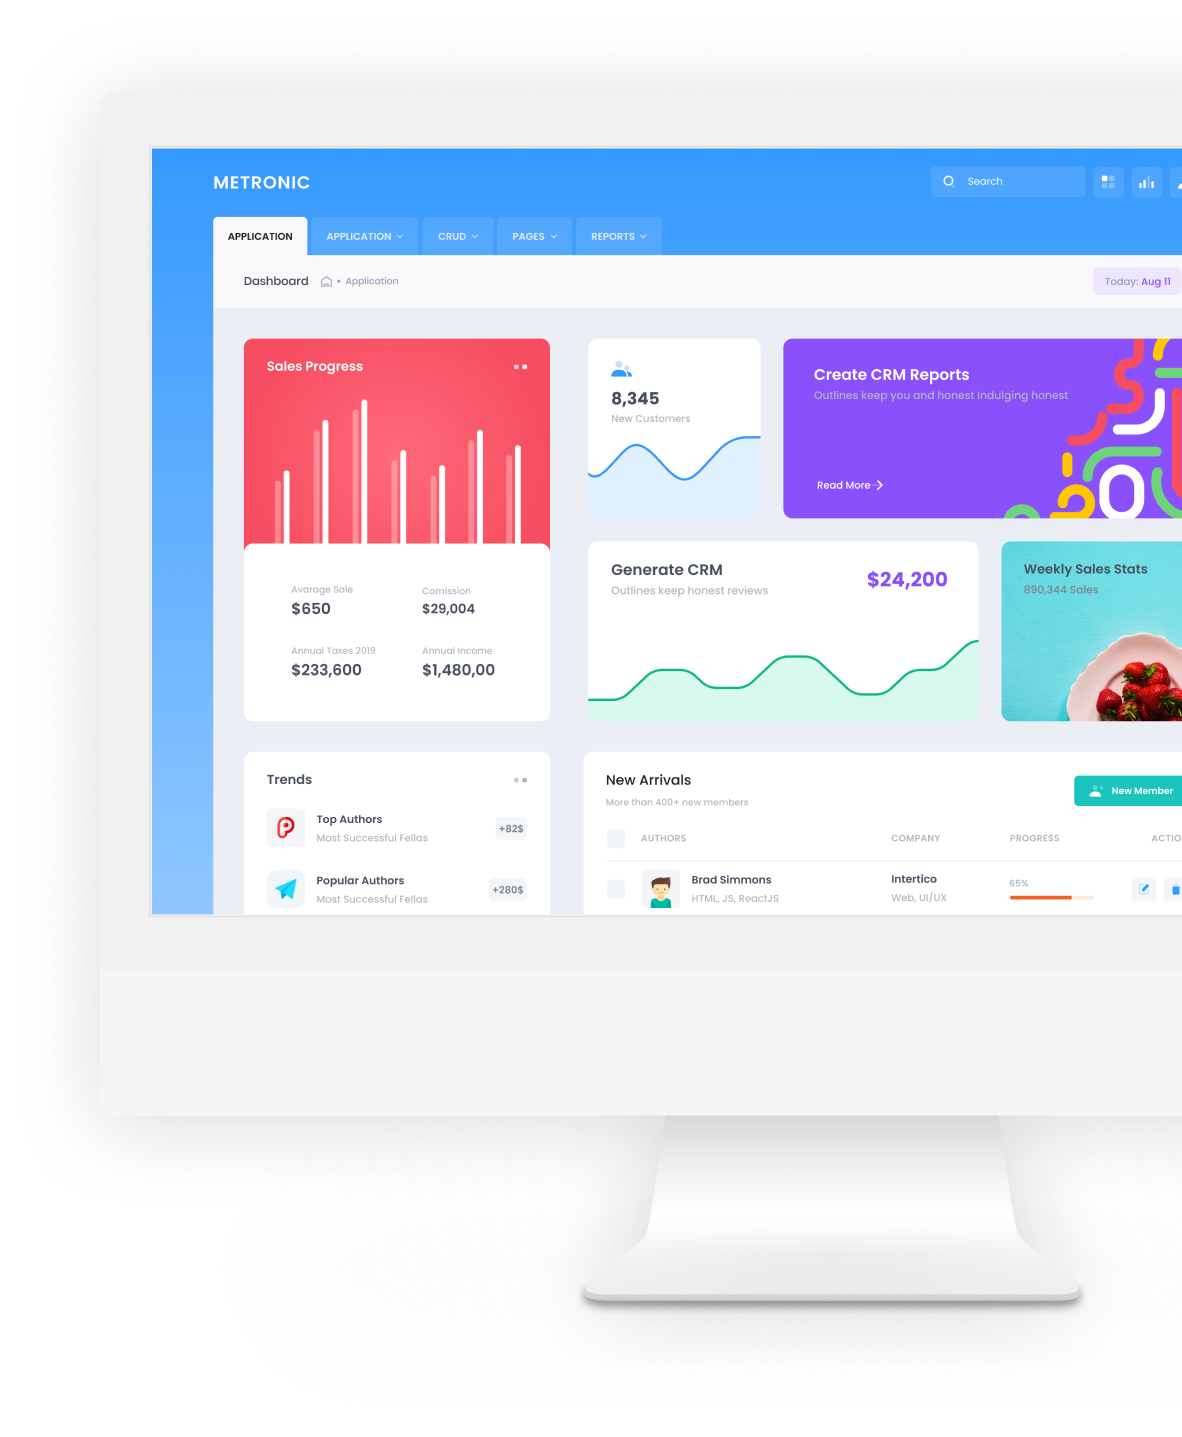 METRONIC
Search
APPLICATION
APPLICATION
CRUD
PAGES
REPORTS
Dashboard
• Application
Today: Aug 11
Sales Progress
Avarage Sale
$650
Comission
$29,004
Annual Taxes 2019
$233,600
Annual Income
$1,480,00
8,345
New Customers
Create CRM Reports
Outlines keep you and honest Indulging honest
Read More
Generate CRM
Outlines keep honest reviews
$24,200
Weekly Sales Stats
890,344 Sales
Trends
Top Authors
Most Successful Fellas
+82$
Popular Authors
Most Successful Fellas
+280$
New Arrivals
More than 400+ new members
New Member
AUTHORS
COMPANY
PROGRESS
ACTIO
Brad Simmons
HTML, JS, ReactJS
Intertico
Web, UI/UX
65%